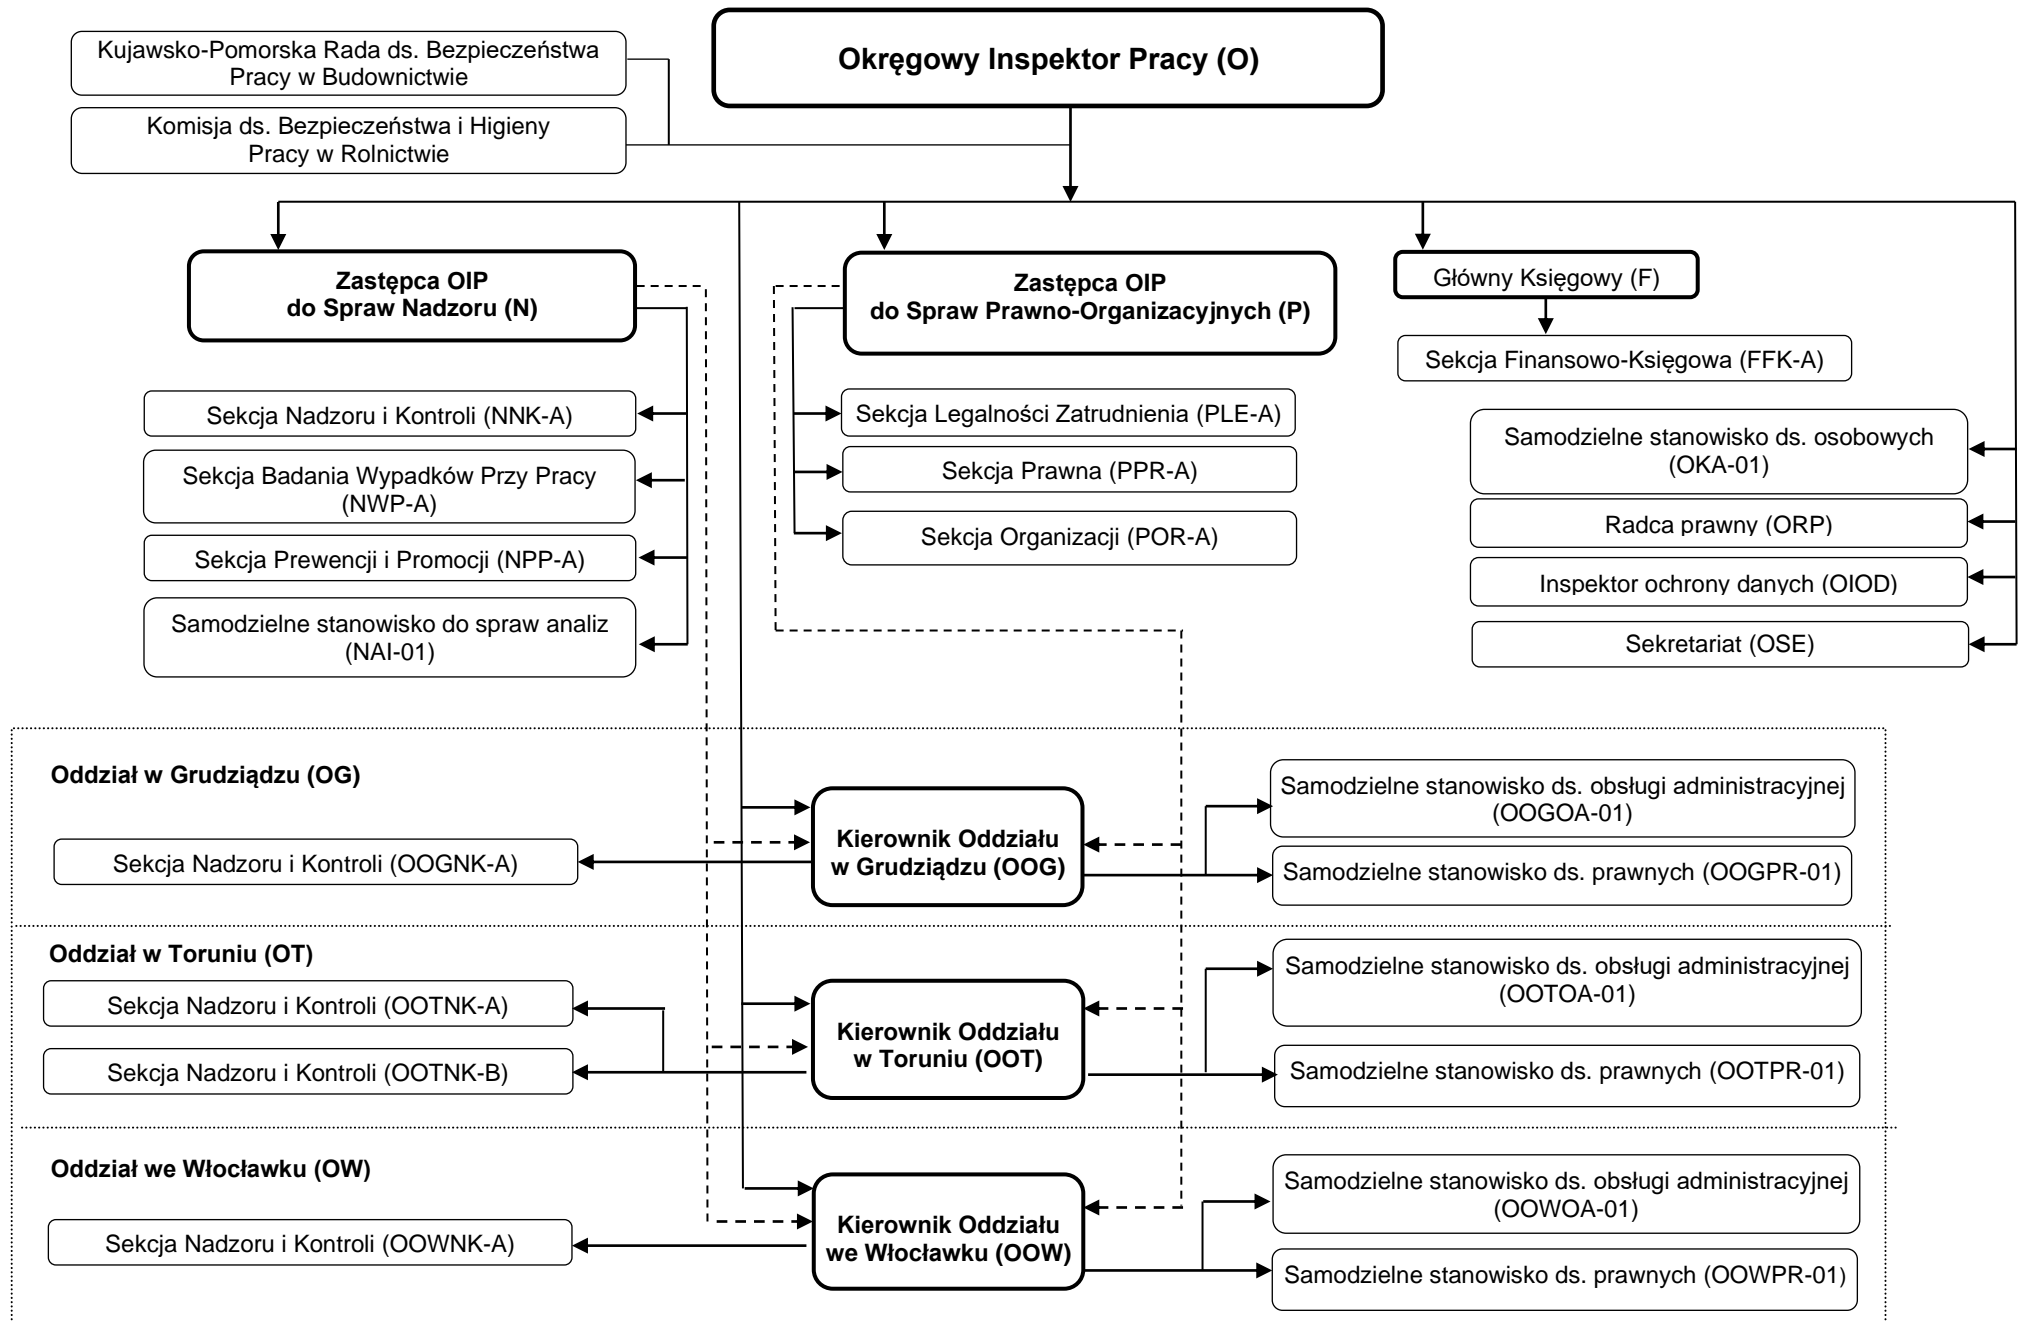 Okręgowy Inspektor Pracy (O)
Kujawsko-Pomorska Rada ds. Bezpieczeństwa
Pracy w Budownictwie
Komisja ds. Bezpieczeństwa i Higieny
Pracy w Rolnictwie
Zastępca OIP
do Spraw Nadzoru (N)
Zastępca OIP
do Spraw Prawno-Organizacyjnych (P)
Główny Księgowy (F)
Sekcja Finansowo-Księgowa (FFK-A)
Sekcja Nadzoru i Kontroli (NNK-A)
Sekcja Badania Wypadków Przy Pracy
(NWP-A)
Sekcja Prewencji i Promocji (NPP-A)
Samodzielne stanowisko do spraw analiz
(NAI-01)
Sekcja Legalności Zatrudnienia (PLE-A)
Sekcja Prawna (PPR-A)
Sekcja Organizacji (POR-A)
Samodzielne stanowisko ds. osobowych
(OKA-01)
Radca prawny (ORP)
Inspektor ochrony danych (OIOD)
Sekretariat (OSE)
Oddział w Grudziądzu (OG)
Sekcja Nadzoru i Kontroli (OOGNK-A)
Kierownik Oddziału
w Grudziądzu (OOG)
Samodzielne stanowisko ds. obsługi administracyjnej
(OOGOA-01)
Samodzielne stanowisko ds. prawnych (OOGPR-01)
Oddział w Toruniu (OT)
Sekcja Nadzoru i Kontroli (OOTNK-A)
Sekcja Nadzoru i Kontroli (OOTNK-B)
Kierownik Oddziału
w Toruniu (OOT)
Samodzielne stanowisko ds. obsługi administracyjnej
(OOTOA-01)
Samodzielne stanowisko ds. prawnych (OOTPR-01)
Oddział we Włocławku (OW)
Sekcja Nadzoru i Kontroli (OOWNK-A)
Kierownik Oddziału
we Włocławku (OOW)
Samodzielne stanowisko ds. obsługi administracyjnej
(OOWOA-01)
Samodzielne stanowisko ds. prawnych (OOWPR-01)